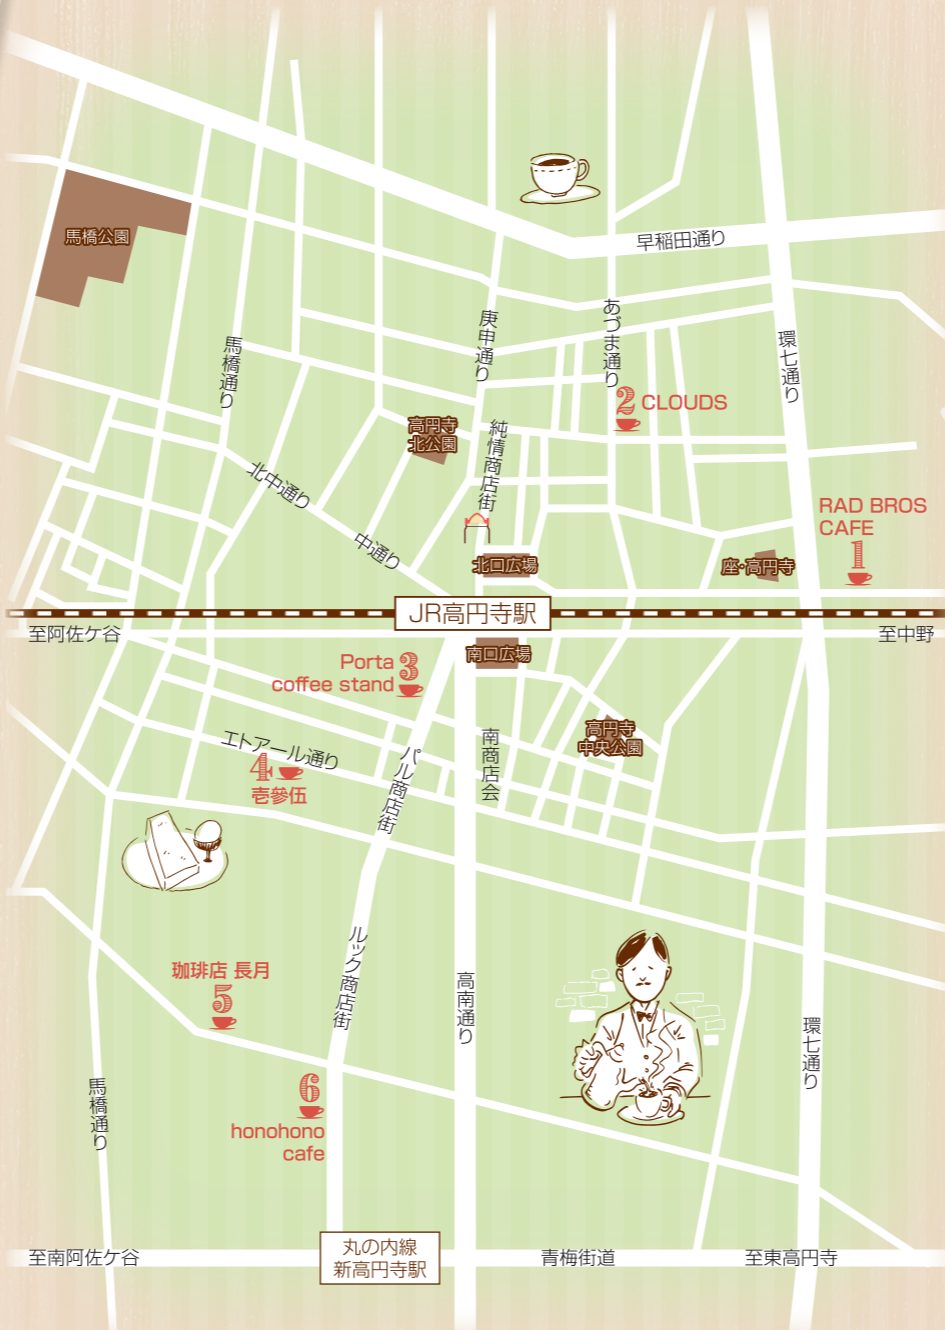 早稲田通り
馬橋公園
あづま通り
庚申通り
環七通り
馬橋通り
2 CLOUDS
高円寺
北公園
純情商店街
北中通り
RAD BROS
CAFE
1
中通り
北口広場
座・高円寺
JR高円寺駅
至阿佐ケ谷
至中野
南口広場
Porta
coffee stand
3
高円寺
中央公園
エトアール通り
4
壱參伍
南商店会
パル商店街
ルック商店街
珈琲店 長月
5
高南通り
環七通り
6
honohono
cafe
馬橋通り
丸の内線
新高円寺駅
至南阿佐ケ谷
青梅街道
至東高円寺